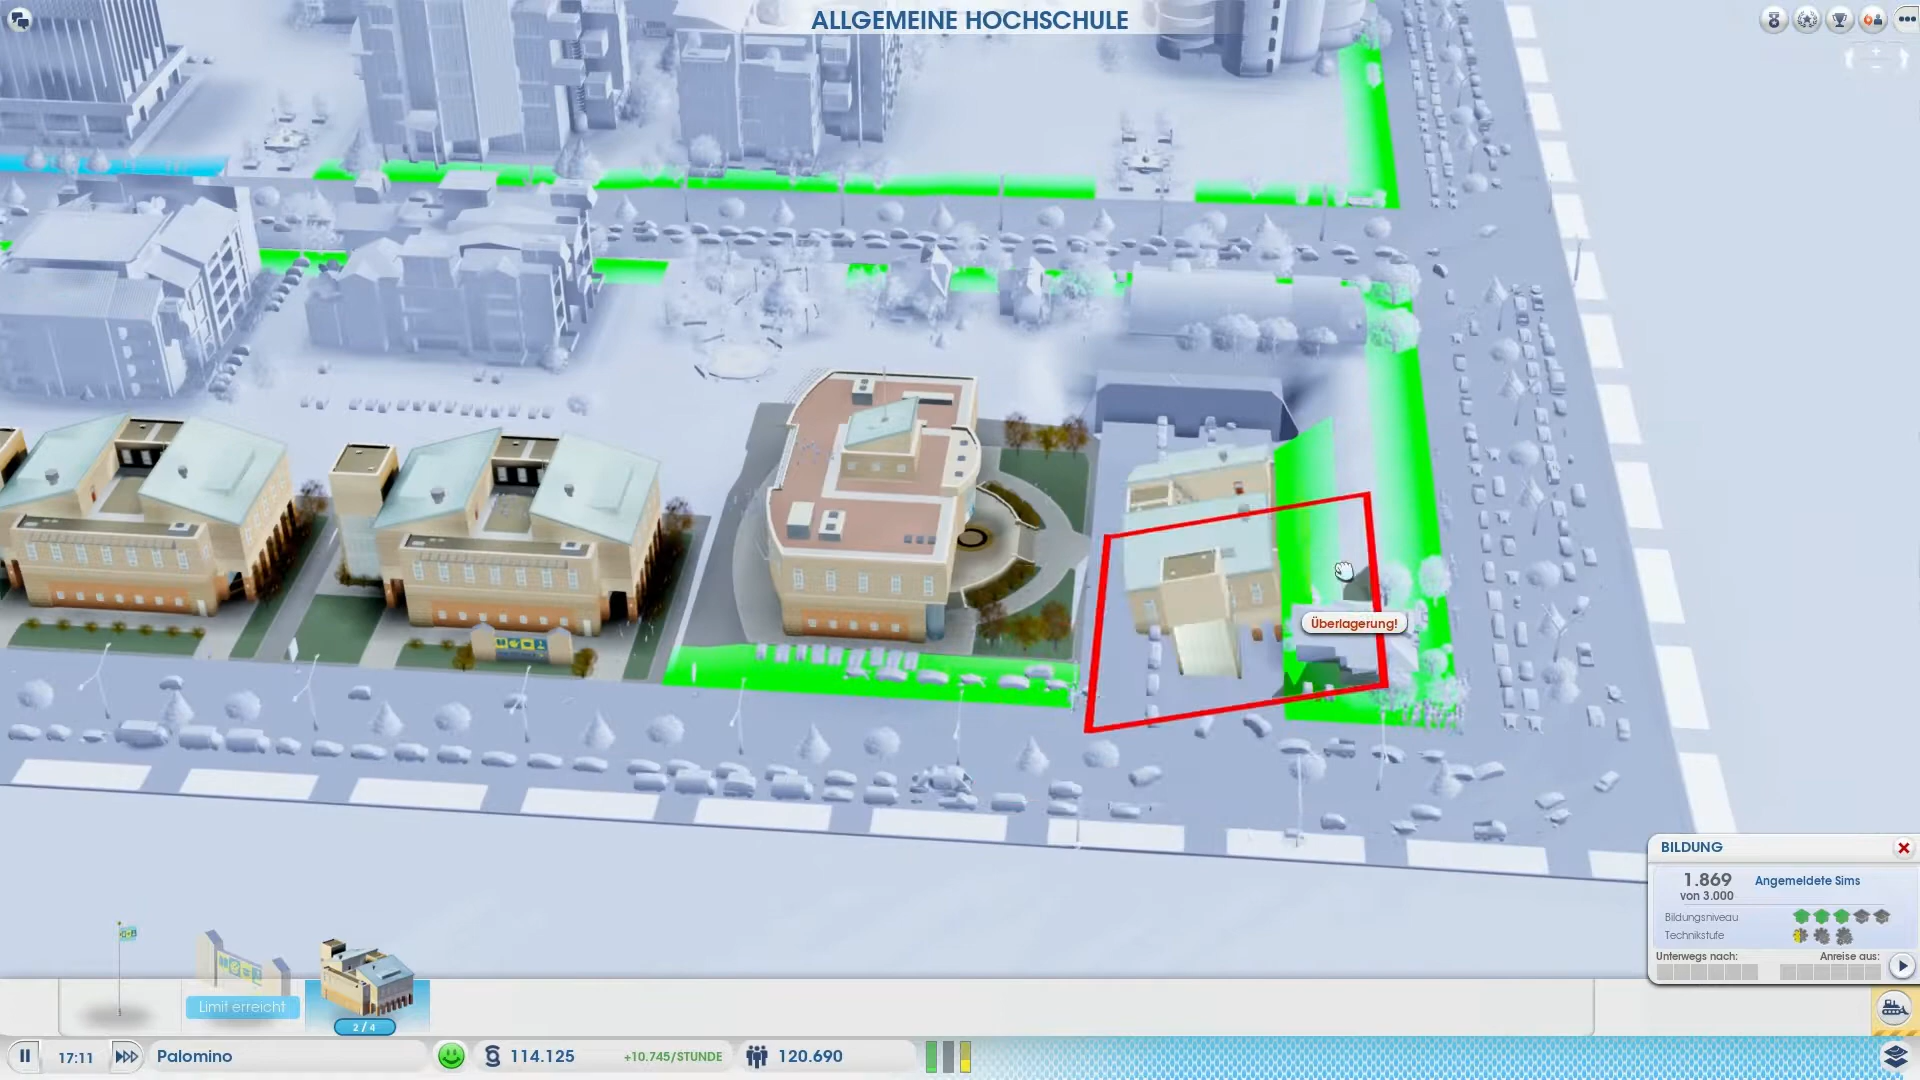 ALLGEMEINE HOCHSCHULE
Überlagerung!
BILDUNG
1.869
von 3.000
Angemeldete Sims
Bildungsniveau
Technikstufe
Unterwegs nach:
Anreise aus:
Limit erreicht
2 / 4
17:11
Palomino
114.125
+10.745/STUNDE
120.690